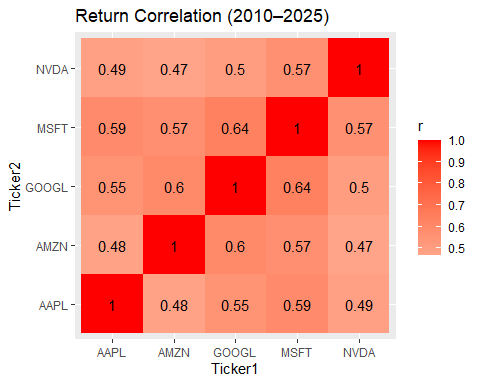 Return Correlation (2010–2025)
Ticker2
NVDA 0.49 0.47 0.5 0.57 1
MSFT 0.59 0.57 0.64 1 0.57
GOOGL 0.55 0.6 1 0.64 0.5
AMZN 0.48 1 0.6 0.57 0.47
AAPL 1 0.48 0.55 0.59 0.49
AAPL AMZN GOOGL MSFT NVDA
Ticker1
r
1.0
0.9
0.8
0.7
0.6
0.5